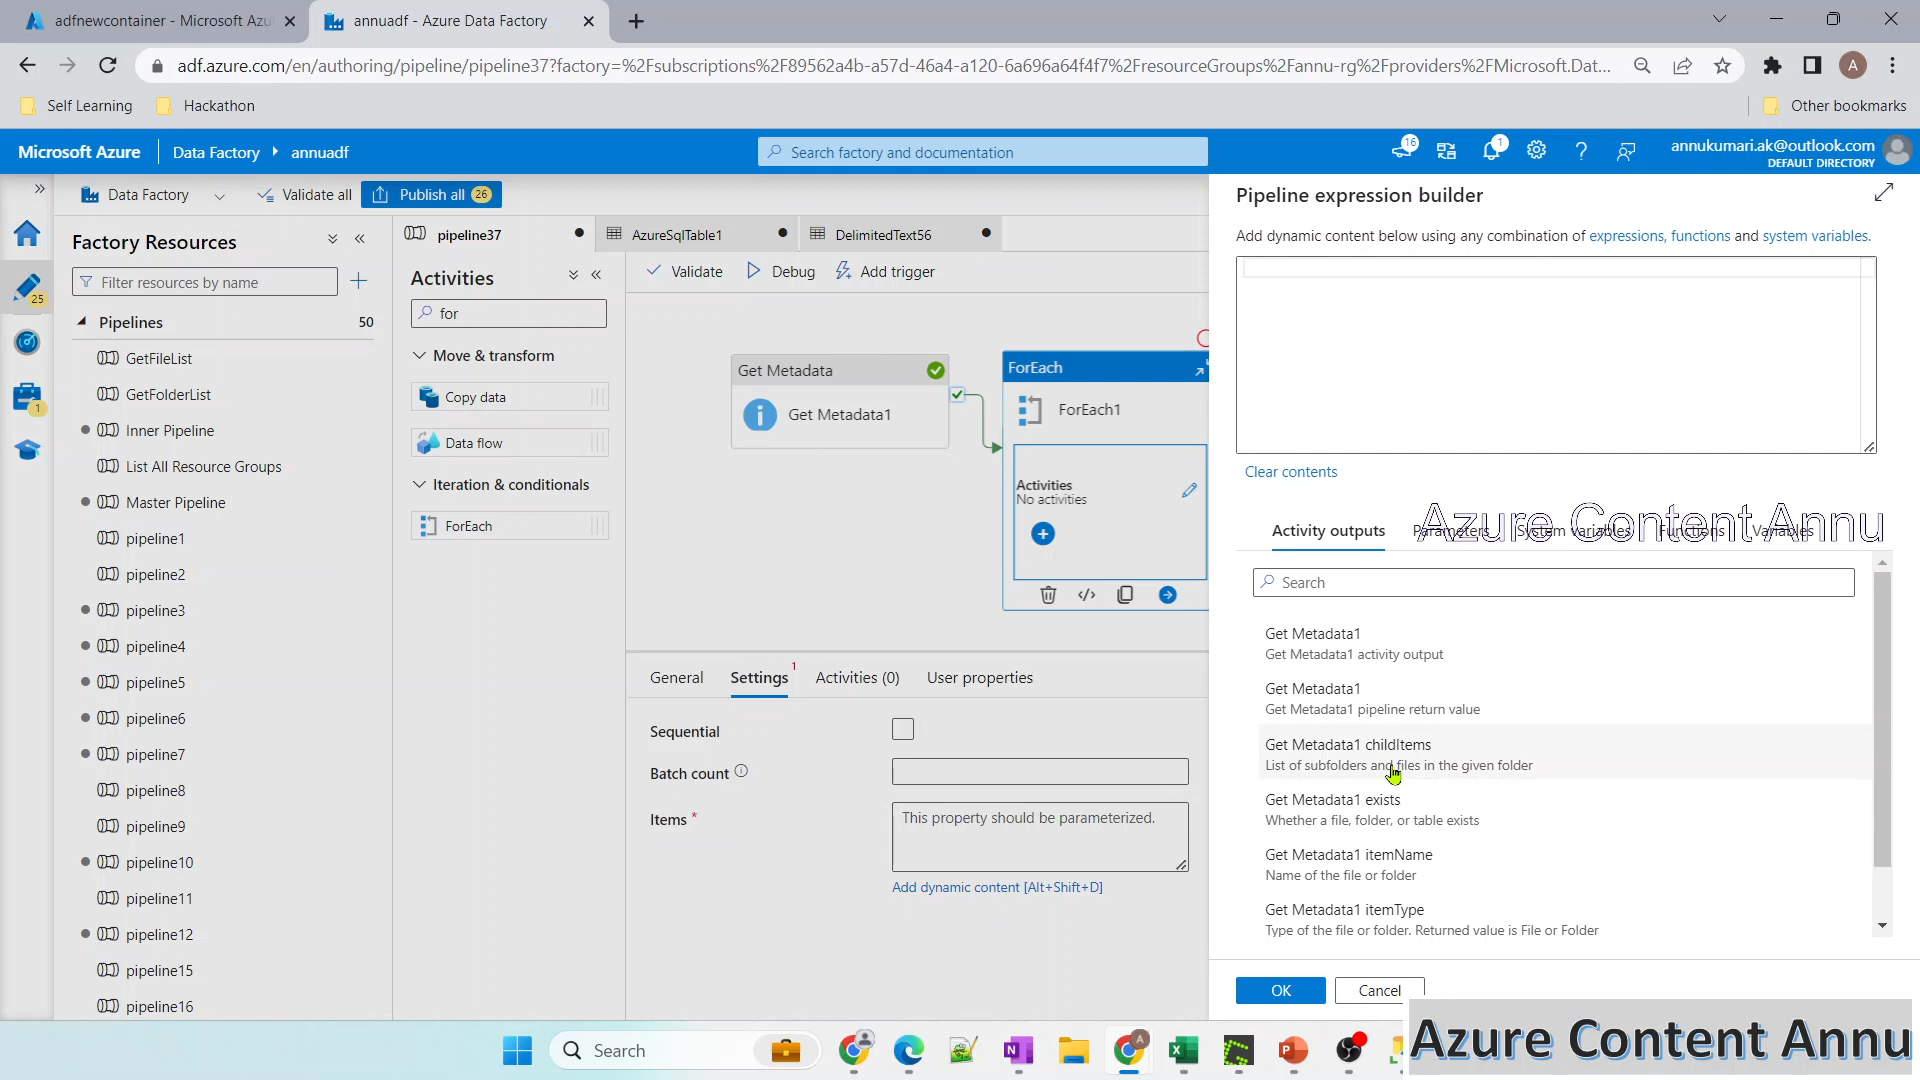 adfnewcontainer - Microsoft Azu
annuadf - Azure Data Factory
adf.azure.com/en/authoring/pipeline/pipeline37?factory=%2Fsubscriptions%2F89562a4b-a57d-46a4-a120-6a696a64f4f7%2FresourceGroups%2Fannu-rg%2Fproviders%2FMicrosoft.Dat...
A
Self Learning
Hackathon
Other bookmarks
Microsoft Azure
Data Factory
annuadf
Search factory and documentation
16
1
annukumari.ak@outlook.com
DEFAULT DIRECTORY
Data Factory
Validate all
Publish all 26
25
1
Factory Resources
Filter resources by name
Pipelines 50
GetFileList
GetFolderList
Inner Pipeline
List All Resource Groups
Master Pipeline
pipeline1
pipeline2
pipeline3
pipeline4
pipeline5
pipeline6
pipeline7
pipeline8
pipeline9
pipeline10
pipeline11
pipeline12
pipeline15
pipeline16
pipeline37
AzureSqlTable1
DelimitedText56
Activities
for
Move & transform
Copy data
Data flow
Iteration & conditionals
ForEach
Validate
Debug
Add trigger
Get Metadata
Get Metadata1
ForEach
ForEach1
Activities
No activities
General
Settings 1
Activities (0)
User properties
Sequential
Batch count
Items *
This property should be parameterized.
Add dynamic content [Alt+Shift+D]
Pipeline expression builder
Add dynamic content below using any combination of expressions, functions and system variables.
Clear contents
Activity outputs
Parameters
System variables
Functions
Variables
Azure Content Annu
Search
Get Metadata1
Get Metadata1 activity output
Get Metadata1
Get Metadata1 pipeline return value
Get Metadata1 childItems
List of subfolders and files in the given folder
Get Metadata1 exists
Whether a file, folder, or table exists
Get Metadata1 itemName
Name of the file or folder
Get Metadata1 itemType
Type of the file or folder. Returned value is File or Folder
OK
Cancel
Search
Azure Content Annu